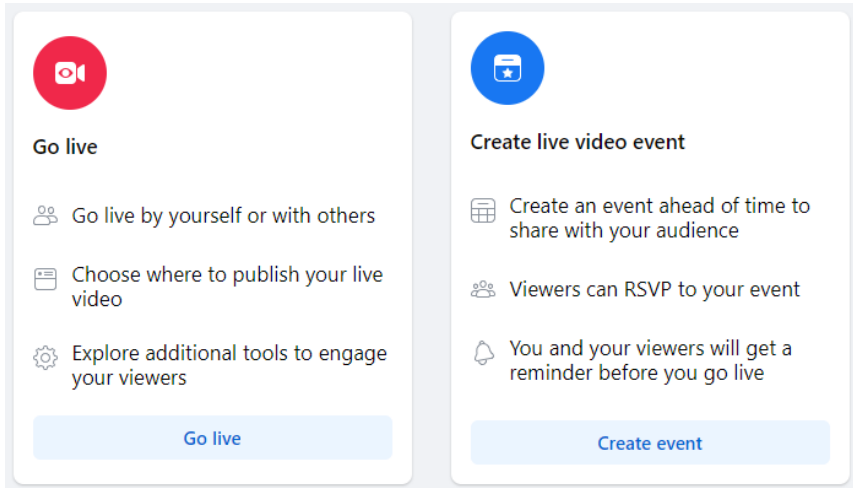 Go live
Go live by yourself or with others
Choose where to publish your live
video
Explore additional tools to engage
your viewers
Go live
Create live video event
Create an event ahead of time to
share with your audience
Viewers can RSVP to your event
You and your viewers will get a
reminder before you go live
Create event